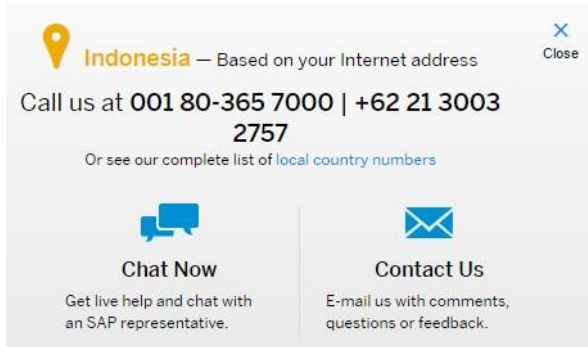 Indonesia — Based on your Internet address
Close
Call us at 001 80-365 7000 | +62 21 3003
2757
Or see our complete list of local country numbers
Chat Now
Get live help and chat with
an SAP representative.
Contact Us
E-mail us with comments,
questions or feedback.